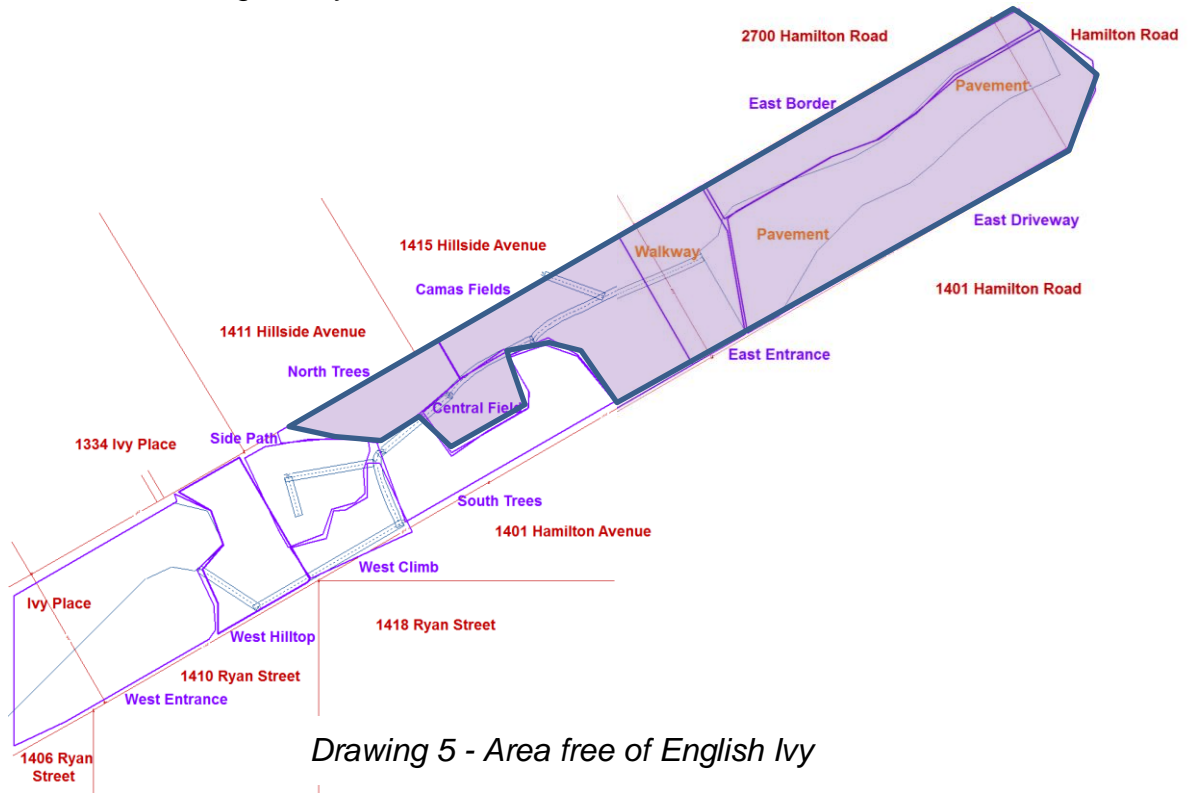 2700 Hamilton Road
Hamilton Road
Pavement
East Border
East Driveway
Pavement
1415 Hillside Avenue
Walkway
Camas Fields
1401 Hamilton Road
1411 Hillside Avenue
East Entrance
North Trees
Central Field
Side Path
1334 Ivy Place
South Trees
1401 Hamilton Avenue
West Climb
Ivy Place
1418 Ryan Street
West Hilltop
1410 Ryan Street
West Entrance
Drawing 5 - Area free of English Ivy
1406 Ryan
Street